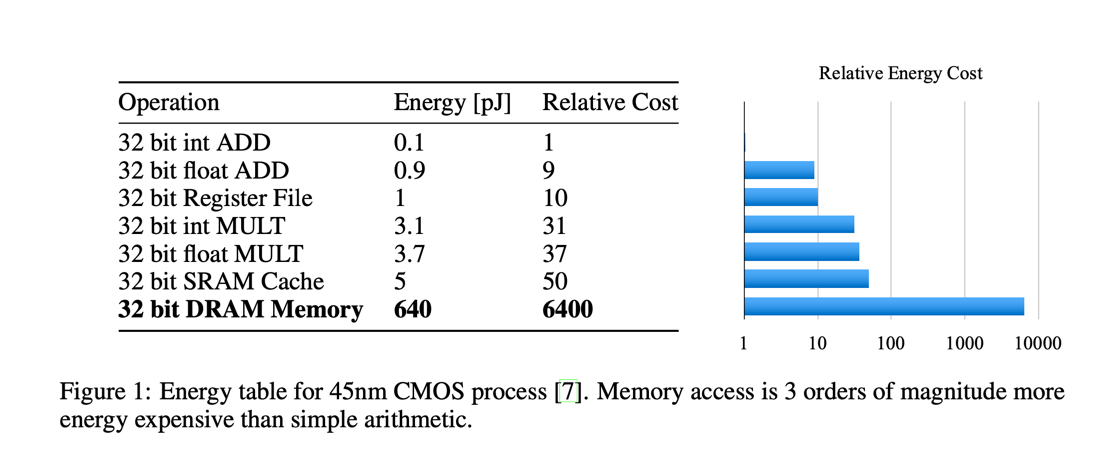 Operation Energy [pJ] Relative Cost
32 bit int ADD 0.1 1
32 bit float ADD 0.9 9
32 bit Register File 1 10
32 bit int MULT 3.1 31
32 bit float MULT 3.7 37
32 bit SRAM Cache 5 50
32 bit DRAM Memory 640 6400
Relative Energy Cost
1 10 100 1000 10000
Figure 1: Energy table for 45nm CMOS process [7]. Memory access is 3 orders of magnitude more
energy expensive than simple arithmetic.